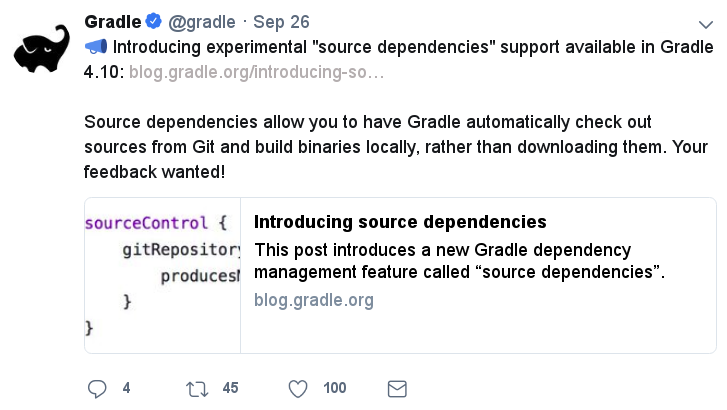 Gradle @gradle · Sep 26
Introducing experimental "source dependencies" support available in Gradle
4.10: blog.gradle.org/introducing-so…
Source dependencies allow you to have Gradle automatically check out
sources from Git and build binaries locally, rather than downloading them. Your
feedback wanted!
sourceControl {
gitRepository
producesM
}
}
Introducing source dependencies
This post introduces a new Gradle dependency
management feature called “source dependencies”.
blog.gradle.org
4 45 100